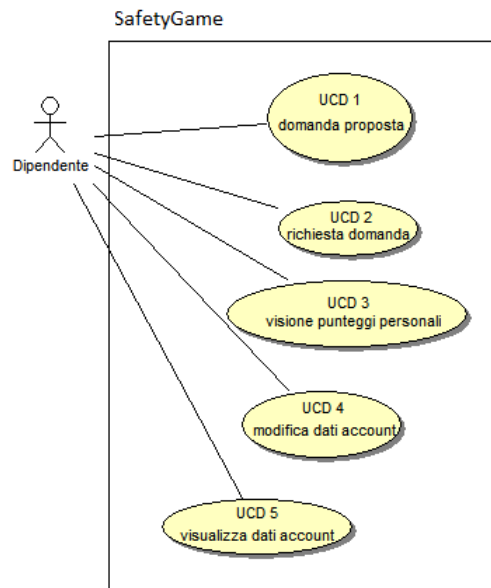 SafetyGame
UCD 1
domanda proposta
Dipendente
UCD 2
richiesta domanda
UCD 3
visione punteggi personali
UCD 4
modifica dati account
UCD 5
visualizza dati account